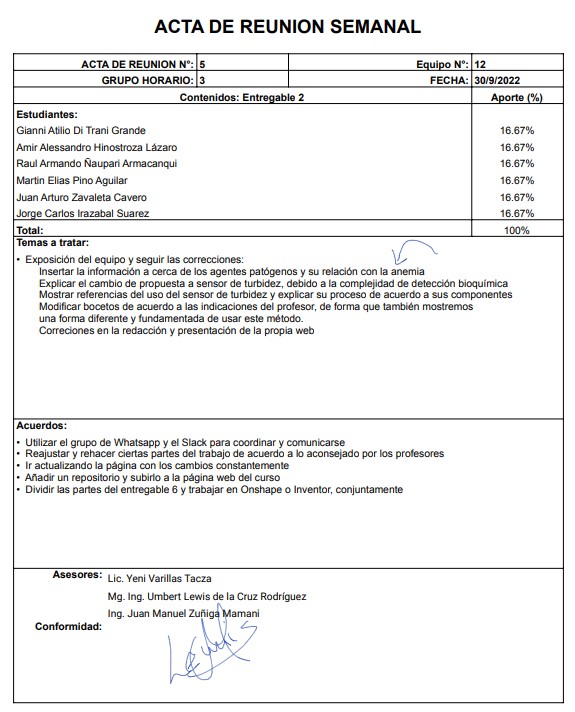 ACTA DE REUNION SEMANAL
ACTA DE REUNION N°: 5 Equipo N°: 12
GRUPO HORARIO: 3 FECHA: 30/9/2022
Contenidos: Entregable 2 Aporte (%)
Estudiantes:
Gianni Atilio Di Trani Grande 16.67%
Amir Alessandro Hinostroza Lázaro 16.67%
Raul Armando Ñaupari Armacanqui 16.67%
Martin Elias Pino Aguilar 16.67%
Juan Arturo Zavaleta Cavero 16.67%
Jorge Carlos Irazabal Suarez 16.67%
Total: 100%
Temas a tratar:
• Exposición del equipo y seguir las correcciones:
Insertar la información a cerca de los agentes patógenos y su relación con la anemia
Explicar el cambio de propuesta a sensor de turbidez, debido a la complejidad de detección bioquímica
Mostrar referencias del uso del sensor de turbidez y explicar su proceso de acuerdo a sus componentes
Modificar bocetos de acuerdo a las indicaciones del profesor, de forma que también mostremos
una forma diferente y fundamentada de usar este método.
Correciones en la redacción y presentación de la propia web
Acuerdos:
• Utilizar el grupo de Whatsapp y el Slack para coordinar y comunicarse
• Reajustar y rehacer ciertas partes del trabajo de acuerdo a lo aconsejado por los profesores
• Ir actualizando la página con los cambios constantemente
• Añadir un repositorio y subirlo a la página web del curso
• Dividir las partes del entregable 6 y trabajar en Onshape o Inventor, conjuntamente
Asesores: Lic. Yeni Varillas Tacza
Mg. Ing. Umbert Lewis de la Cruz Rodríguez
Ing. Juan Manuel Zuñiga Mamani
Conformidad: